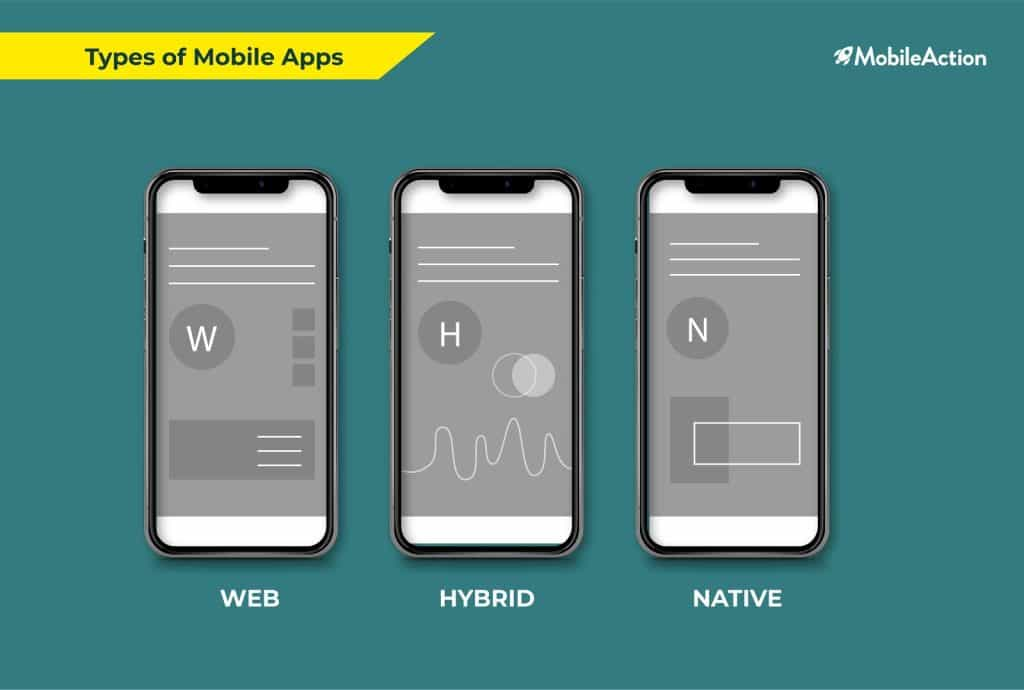 Types of Mobile Apps
MobileAction
W
H
N
WEB
HYBRID
NATIVE